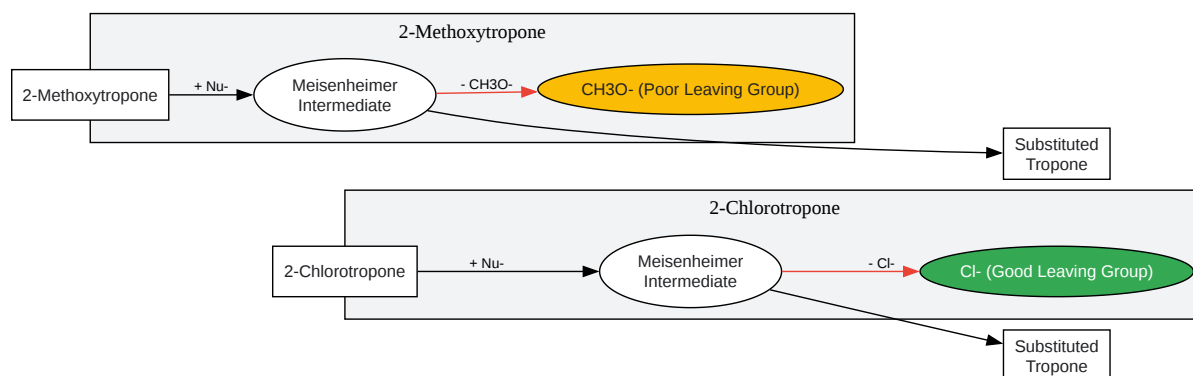 2-Methoxytropone
2-Methoxytropone
+ Nu-
Meisenheimer
Intermediate
- CH3O-
CH3O- (Poor Leaving Group)
Substituted
Tropone
2-Chlorotropone
2-Chlorotropone
+ Nu-
Meisenheimer
Intermediate
- Cl-
Cl- (Good Leaving Group)
Substituted
Tropone